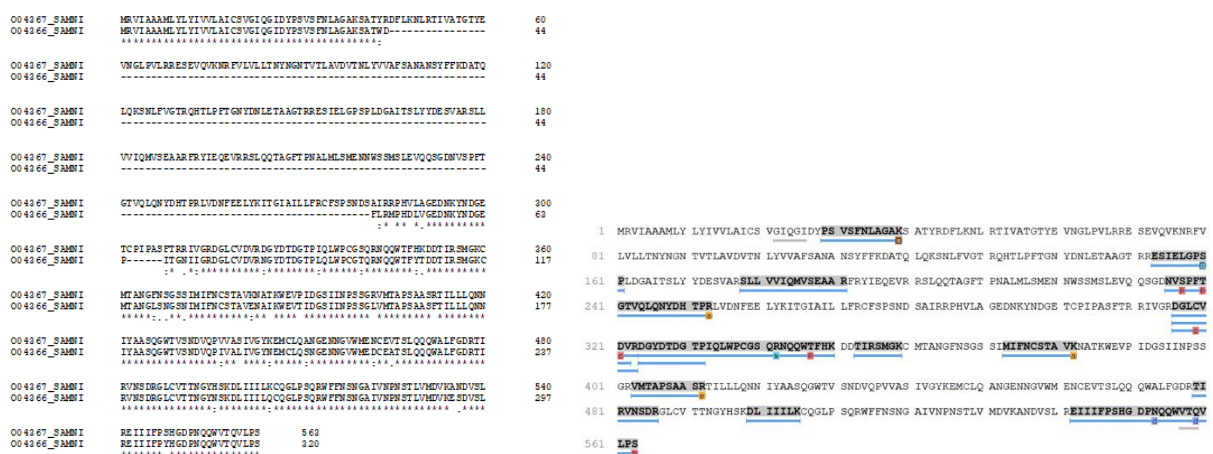 O04367_SAMNI MRVIAAAMLYLYIVVLAICSVGIQGIDYPSVSFNLAGAKSATYRDFLKNLRTIVATGTYE 60
O04366_SAMNI MRVIAAAMLYLYIVVLAICSVGIQGIDYPSVSFNLAGAKSATWD---------------- 44
O04367_SAMNI VNGLPVLRRESEVQVKNRFVLVLLTNYNGNTVTLAVDVTNLYVVAFSANANSYFFKDATQ 120
O04366_SAMNI ------------------------------------------------------------ 44
O04367_SAMNI LQKSNLFVGTRQHTLPFTGNYDNLETAAGTRRESIELGPSPLDGAITSLYYDESVARSLL 180
O04366_SAMNI ------------------------------------------------------------ 44
O04367_SAMNI VVIQMVSEAARFRYIEQEVRRSLQQTAGFTPNALMLSMENNWSSMSLEVQQSGDNVSPFT 240
O04366_SAMNI ------------------------------------------------------------ 44
O04367_SAMNI GTVQLQNYDHTPRLVDNFEELYKITGIAILLFRCFSPSNDSAIRRPHVLAGEDNKYNDGE 300
O04366_SAMNI -----------------------------------------FLRMPHDLVGEDNKYNDGE 63
O04367_SAMNI TCPIPASFTRRIVGRDGLCVDVRDGYDTDGTPIQLWPCGSQRNQQWTFHKDDTIRSMGKC 360
O04366_SAMNI P------ITGNIIGRDGLCVDVRNGYDTDGTPLQLWPCGTQRNQQWTFYTDDTIRSMGKC 117
O04367_SAMNI MTANGFNSGSSIMIFNCSTAVKNATKWEVPIDGSIINPSSGRVMTAPSAASRTILLLQNN 420
O04366_SAMNI MTANGLSNGSNIMIFNCSTAAENAIKWEVTIDGSIINPSSGLVMTAPSAASFTILLLQNN 177
O04367_SAMNI IYAASQGWTVSNDVQPVVASIVGYKEMCLQANGENNGVWMENCEVTSLQQQWALFGDRTI 480
O04366_SAMNI IYAASQGWTVSNDVQPIVALIVGYNEMCLQSNGENNGVWMEDCEATSLQQQWALFGDRTI 237
O04367_SAMNI RVNSDRGLCVTTNGYHSKDLIIILKCQGLPSQRWFFNSNGAIVNPNSTLVMDVKANDVSL 540
O04366_SAMNI RVNSDRGLCVTSNGYISKDLIVILKCQGLPSQRWFFNSDGSIVNPNSTLVMDVKESDVSL 297
O04367_SAMNI REIIIFPSHGDPNQQWVTQVLPS 563
O04366_SAMNI REIIIFPYHGDPNQQWVTQVLPS 320
1 MRVIAAAMLY LYIVVLAICS VGIQGIDYPS VSFNLAGAKS ATYRDFLKNL RTIVATGTYE VNGLPVLRRE SEVQVKNRFV
81 LVLLTNYNGN TVTLAVDVTN LYVVAFSANA NSYFFKDATQ LQKSNLFVGT RQHTLPFTGN YDNLETAAGT RRESIELGPS
161 PLDGAITSLY YDESVARSLL VVIQMVSEAA RFRYIEQEVR RSLQQTAGFT PNALMLSMEN NWSSMSLEVQ QSGDNVSPFT
241 GTVQLQNYDH TPRLVDNFEE LYKITGIAIL LFRCFSPSND SAIRRPHVLA GEDNKYNDGE TCPIPASFTR RIVGRDGLCV
321 DVRDGYDTDG TPIQLWPCGS QRNQQWTFHK DDTIRSMGKC MTANGFNSGS SIMIFNCSTA VKNATKWEVP IDGSIINPSS
401 GRVMTAPSAA SRTILLLQNN IYAASQGWTV SNDVQPVVAS IVGYKEMCLQ ANGENNGVWM ENCEVTSLQQ QWALFGDRTI
481 RVNSDRGLCV TTNGYHSKDL IIILKCQGLP SQRWFFNSNG AIVNPNSTLV MDVKANDVSL REIIIFPSHG DPNQQWVTQV
561 LPS